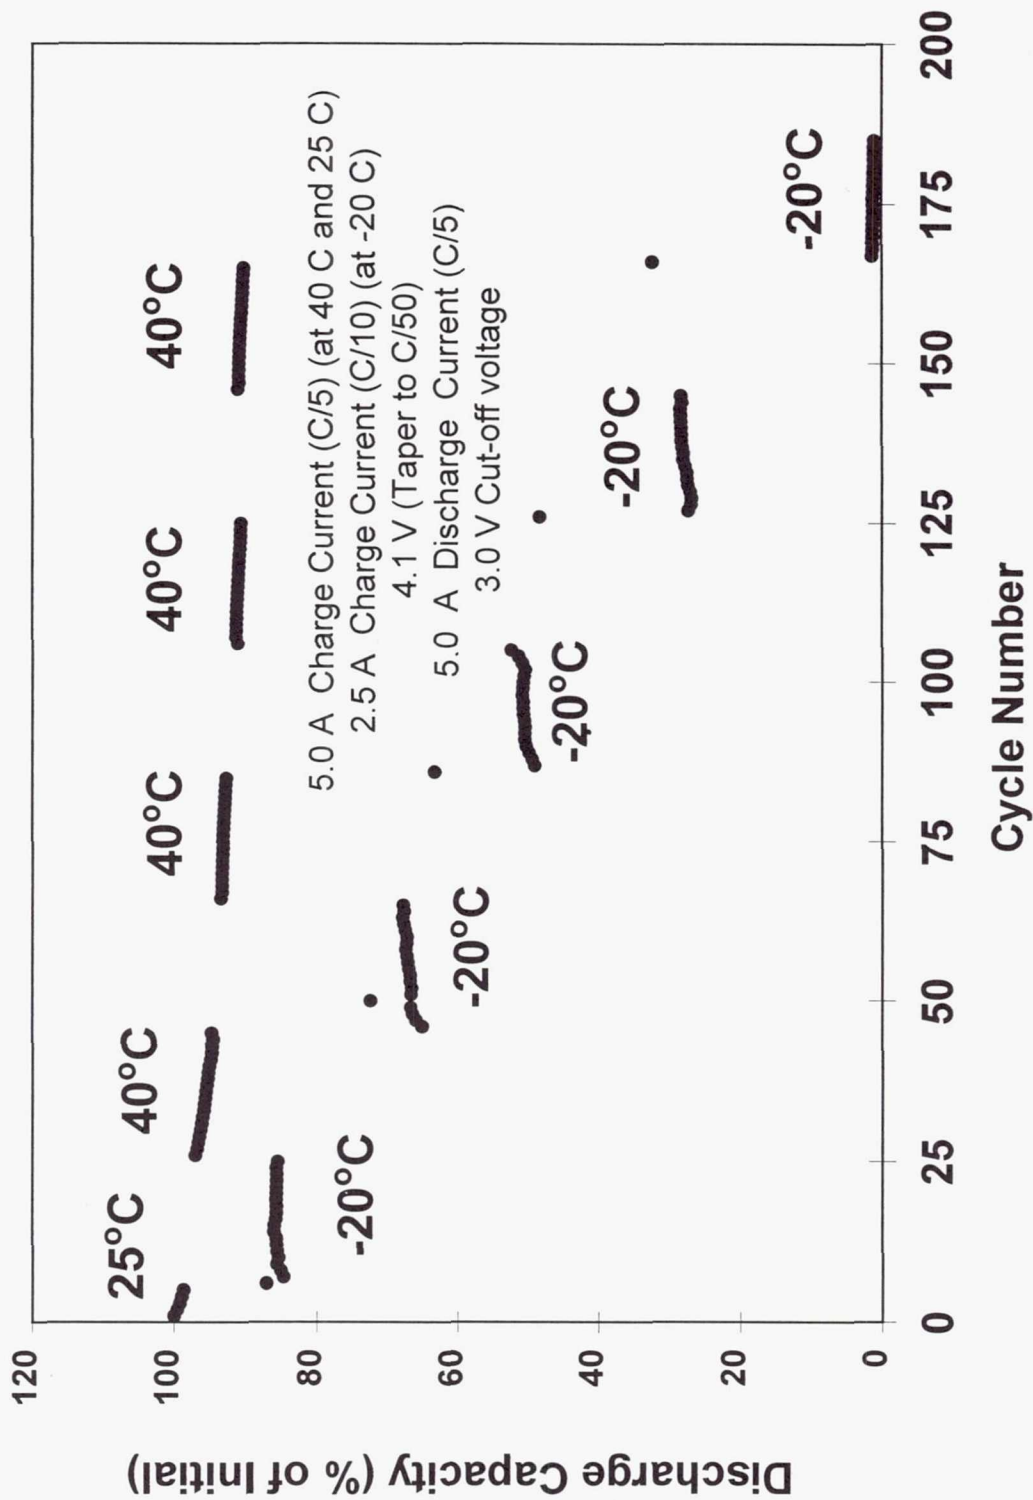 Discharge Capacity (% of Initial)
120
100
80
60
40
20
0
25°C
40°C
40°C
40°C
40°C
-20°C
-20°C
-20°C
-20°C
-20°C
5.0 A Charge Current (C/5) (at 40 C and 25 C)
2.5 A Charge Current (C/10) (at -20 C)
4.1 V (Taper to C/50)
5.0 A Discharge Current (C/5)
3.0 V Cut-off voltage
0
25
50
75
100
125
150
175
200
Cycle Number